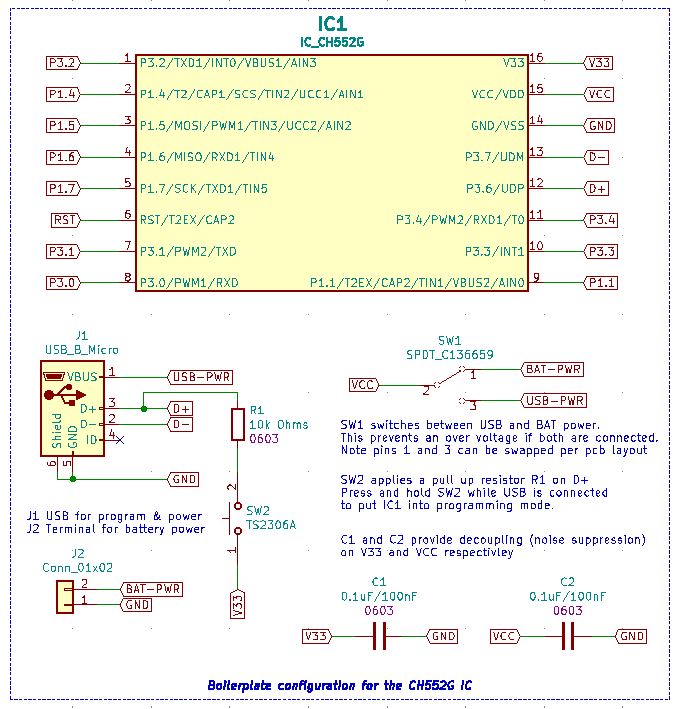 IC1
IC_CH552G
P3.2 1 P3.2/TXD1/INT0/VBUS1/AIN3 V33 16 V33
P1.4 2 P1.4/T2/CAP1/SCS/TIN2/UCC1/AIN1 VCC/VDD 15 VCC
P1.5 3 P1.5/MOSI/PWM1/TIN3/UCC2/AIN2 GND/VSS 14 GND
P1.6 4 P1.6/MISO/RXD1/TIN4 P3.7/UDM 13 D-
P1.7 5 P1.7/SCK/TXD1/TIN5 P3.6/UDP 12 D+
RST 6 RST/T2EX/CAP2 P3.4/PWM2/RXD1/T0 11 P3.4
P3.1 7 P3.1/PWM2/TXD P3.3/INT1 10 P3.3
P3.0 8 P3.0/PWM1/RXD P1.1/T2EX/CAP2/TIN1/VBUS2/AIN0 9 P1.1
J1
USB_B_Micro
VBUS 1 USB-PWR
D+ 3 D+
D- 2 D-
ID 4
Shield
GND
6 5
GND
R1
10k Ohms
0603
2
SW2
TS2306A
1
V33
J1 USB for program & power
J2 Terminal for battery power
J2
Conn_01x02
2 BAT-PWR
1 GND
SW1
SPDT_C136659
VCC 2 1 BAT-PWR
3 USB-PWR
SW1 switches between USB and BAT power.
This prevents an over voltage if both are connected.
Note pins 1 and 3 can be swapped per pcb layout
SW2 applies a pull up resistor R1 on D+
Press and hold SW2 while USB is connected
to put IC1 into programming mode.
C1 and C2 provide decoupling (noise suppression)
on V33 and VCC respectivley
C1
0.1uF/100nF
0603
V33 GND
C2
0.1uF/100nF
0603
VCC GND
Boilerplate configuration for the CH552G IC